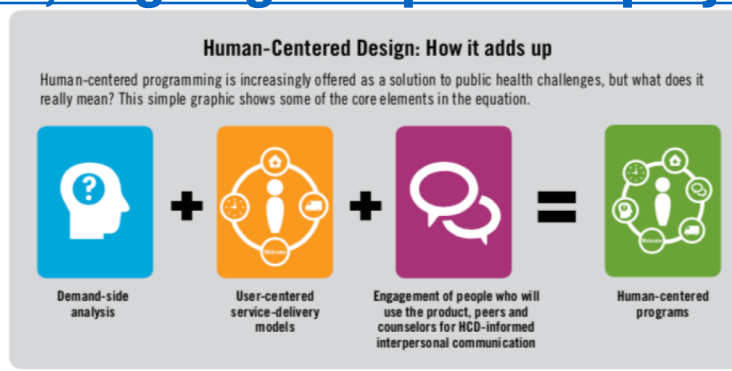 Human-Centered Design: How it adds up
Human-centered programming is increasingly offered as a solution to public health challenges, but what does it
really mean? This simple graphic shows some of the core elements in the equation.
?
+
Welcome
+
=
Welcome
Demand-side
analysis
User-centered
service-delivery
models
Engagement of people who will
use the product, peers and
counselors for HCD-informed
interpersonal communication
Human-centered
programs